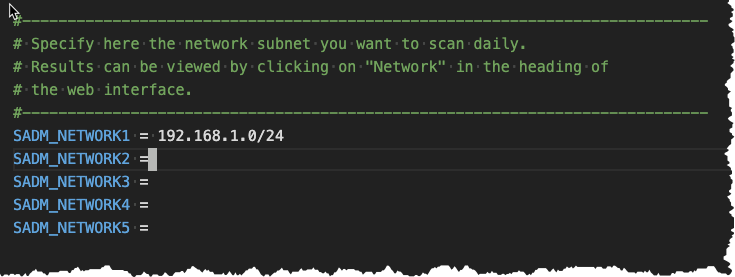 #----------------------------------------------------------------------------
# Specify here the network subnet you want to scan daily.
# Results can be viewed by clicking on "Network" in the heading of
# the web interface.
#----------------------------------------------------------------------------
SADM_NETWORK1 = 192.168.1.0/24
SADM_NETWORK2 =
SADM_NETWORK3 =
SADM_NETWORK4 =
SADM_NETWORK5 =